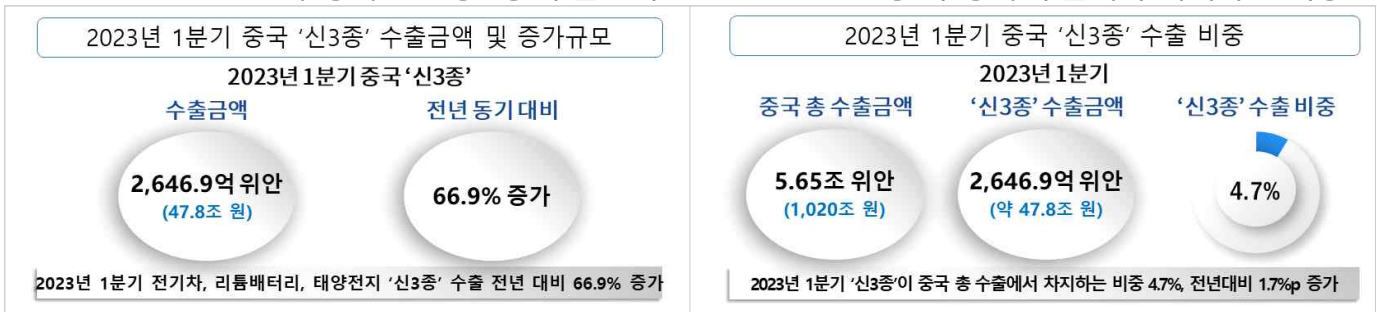 2023년 1분기 중국 ‘신3종’ 수출금액 및 증가규모
2023년 1분기 중국 ‘신3종’
수출금액
전년 동기 대비
2,646.9억 위안
(47.8조 원)
66.9% 증가
2023년 1분기 전기차, 리튬배터리, 태양전지 ‘신3종’ 수출 전년 대비 66.9% 증가
2023년 1분기 중국 ‘신3종’ 수출 비중
2023년 1분기
중국 총 수출금액
‘신3종’ 수출금액
‘신3종’ 수출 비중
5.65조 위안
(1,020조 원)
2,646.9억 위안
(약 47.8조 원)
4.7%
2023년 1분기 ‘신3종’이 중국 총 수출에서 차지하는 비중 4.7%, 전년대비 1.7%p 증가